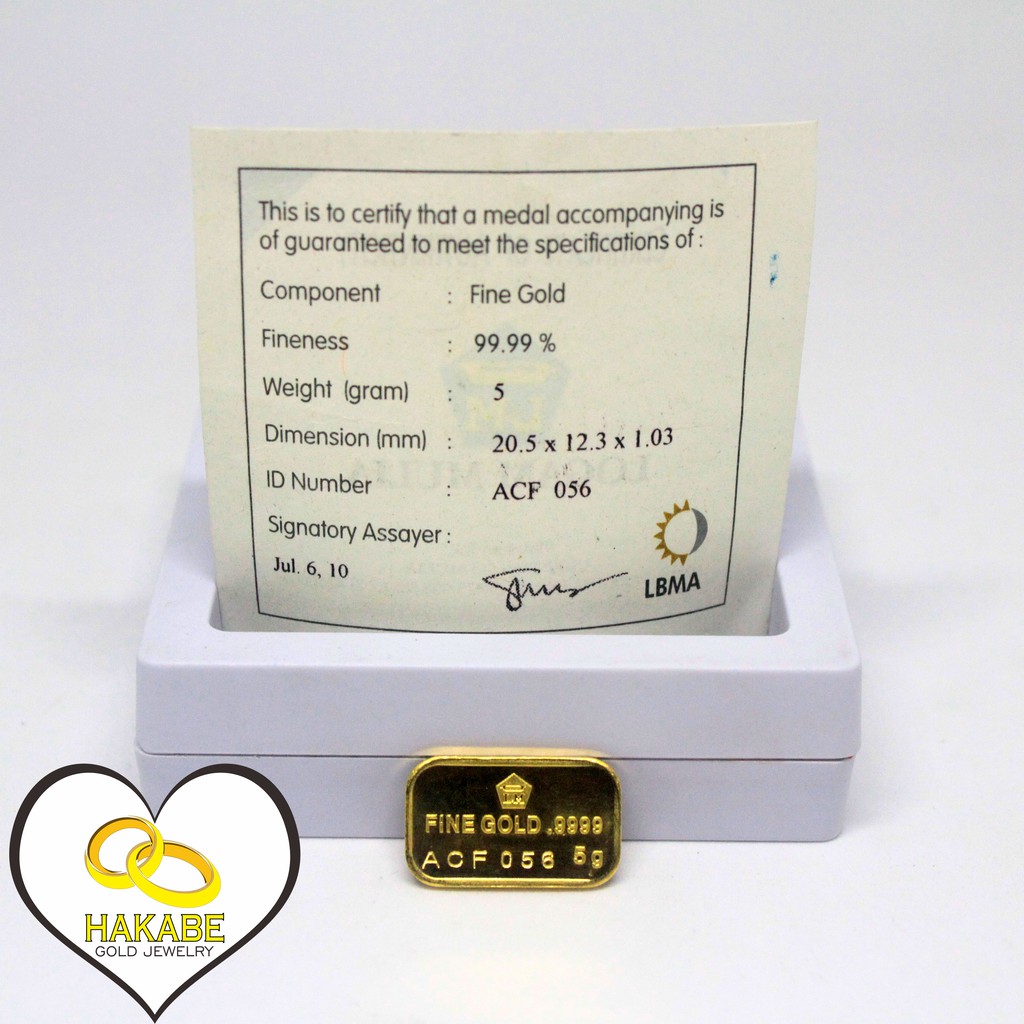 This is to certify that a medal accompanying is
of guaranteed to meet the specifications of :
Component : Fine Gold
Fineness : 99.99 %
Weight (gram) : 5
Dimension (mm) : 20.5 x 12.3 x 1.03
ID Number : ACF 056
Signatory Assayer :
Jul. 6, 10
LBMA
LM
FINE GOLD .9999
ACF 056 5g
HAKABE
GOLD JEWELRY